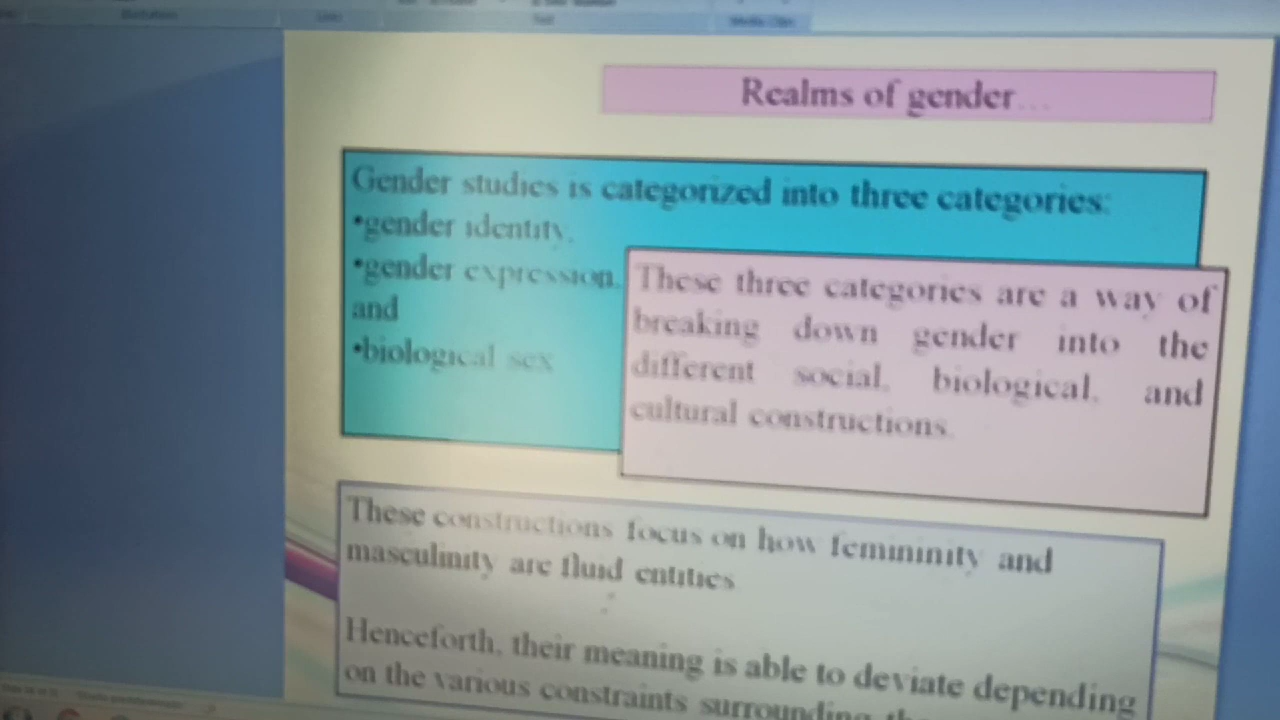 Realms of gender...
Gender studies is categorized into three categories:
•gender identity,
•gender expression,
and
•biological sex
These three categories are a way of
breaking down gender into the
different social, biological, and
cultural constructions.
These constructions focus on how femininity and
masculinity are fluid entities
Henceforth, their meaning is able to deviate depending
on the various constraints surrounding